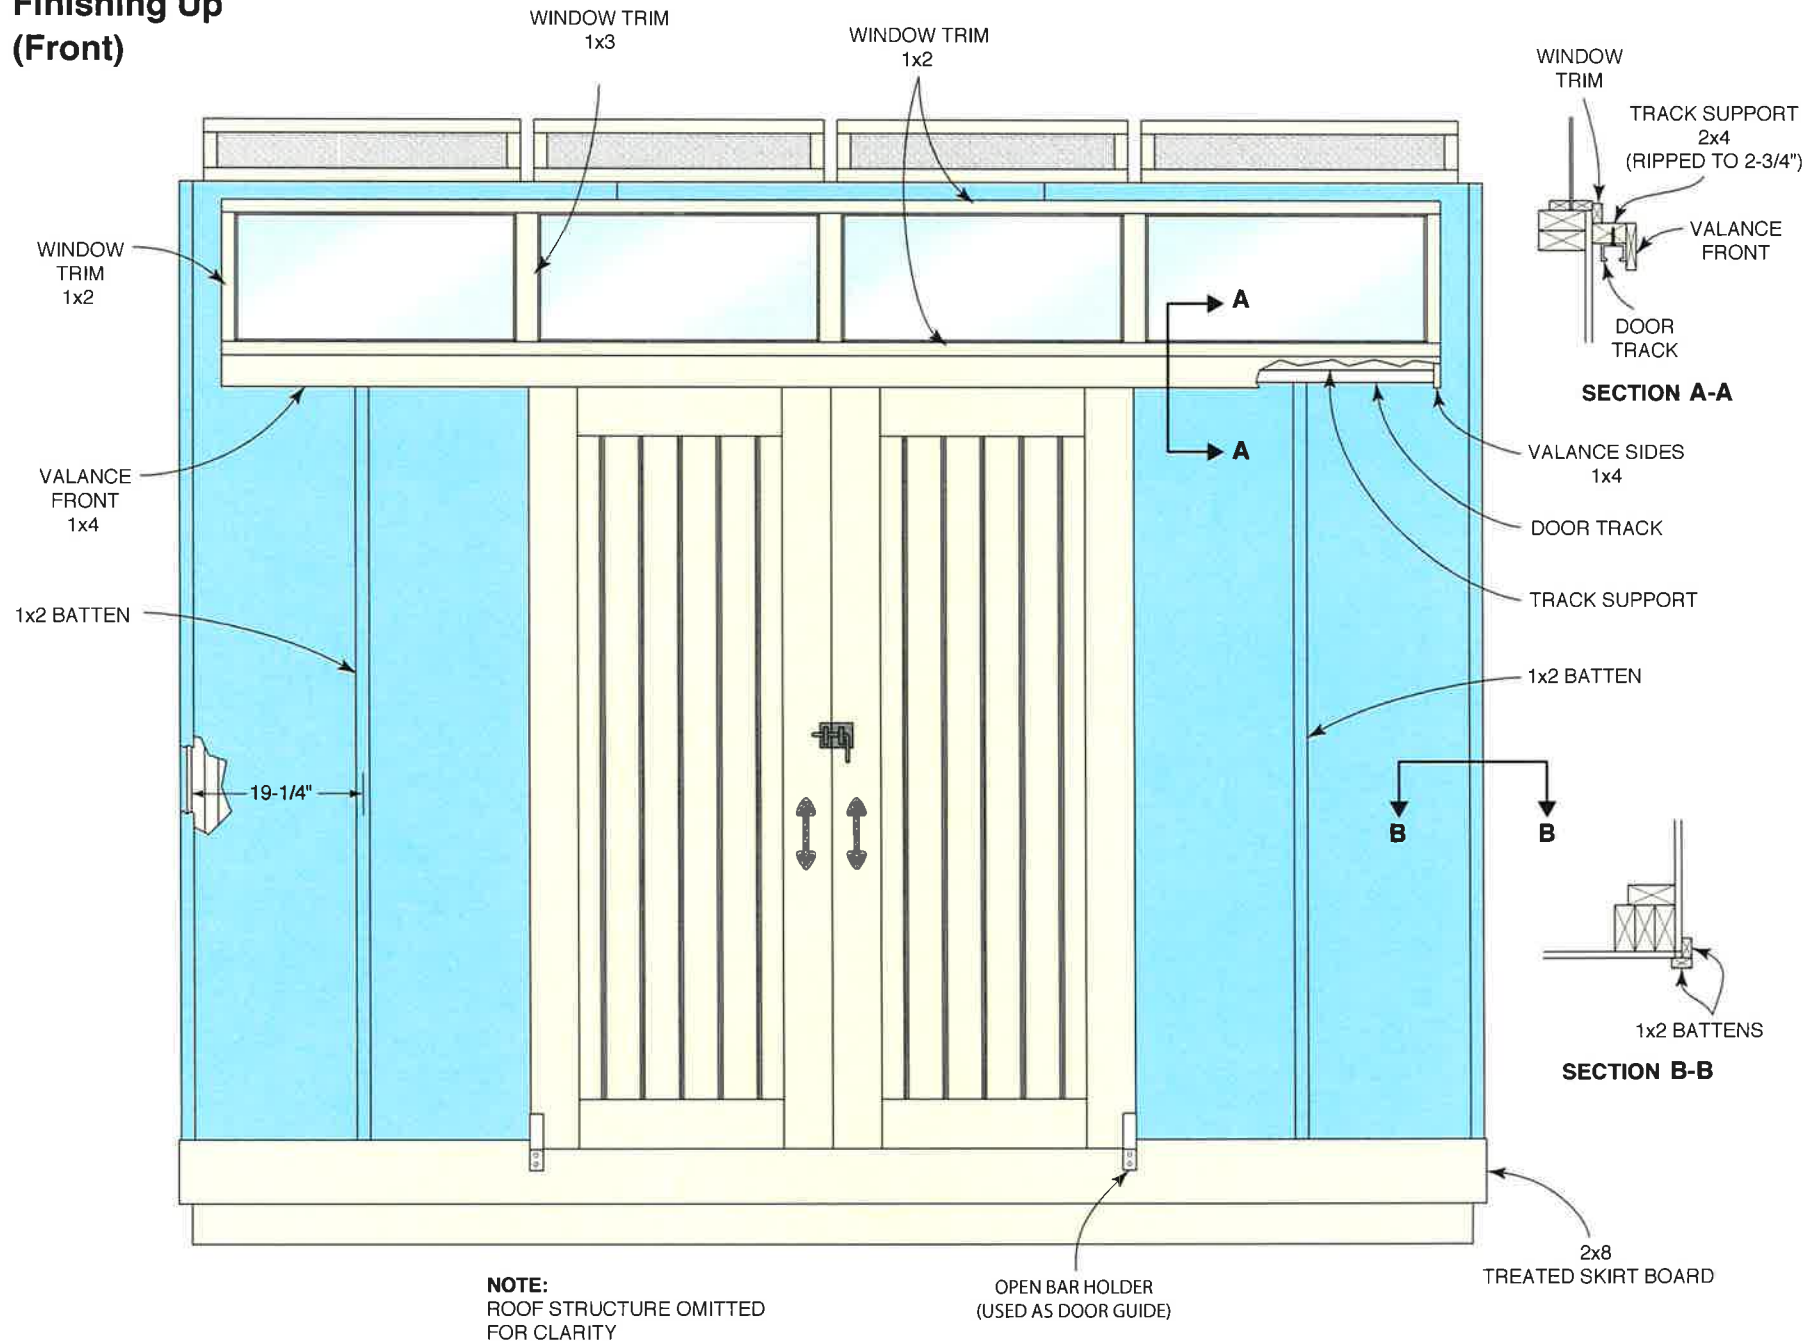 Finishing Up
(Front)
WINDOW TRIM
1x3
WINDOW TRIM
1x2
WINDOW
TRIM
TRACK SUPPORT
2x4
(RIPPED TO 2-3/4")
VALANCE
FRONT
DOOR
TRACK
SECTION A-A
WINDOW
TRIM
1x2
A
A
VALANCE
FRONT
1x4
VALANCE SIDES
1x4
DOOR TRACK
TRACK SUPPORT
1x2 BATTEN
1x2 BATTEN
19-1/4"
B
B
1x2 BATTENS
SECTION B-B
2x8
TREATED SKIRT BOARD
OPEN BAR HOLDER
(USED AS DOOR GUIDE)
NOTE:
ROOF STRUCTURE OMITTED
FOR CLARITY